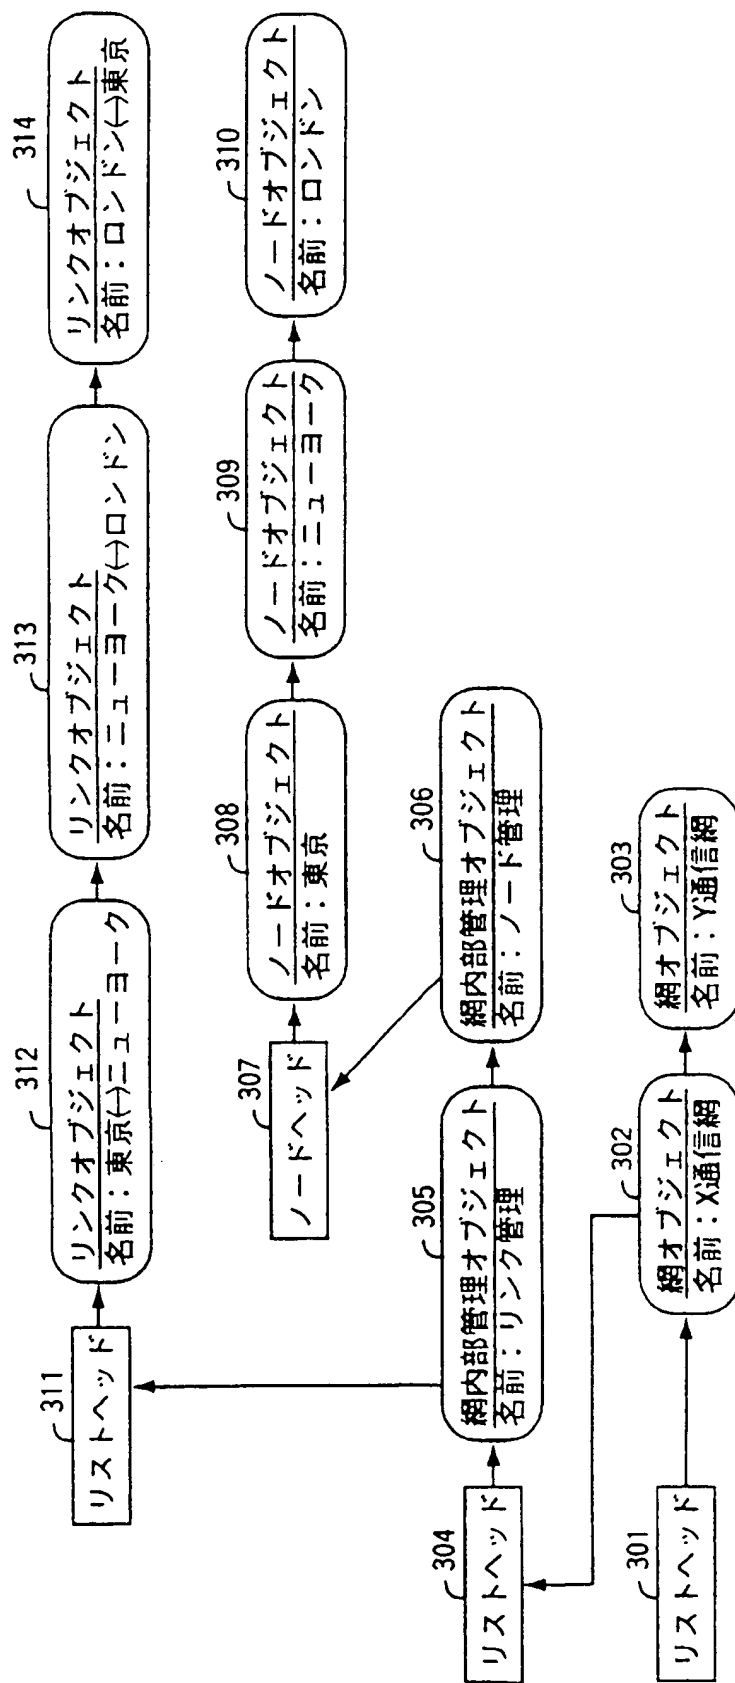 311
リストヘッド
312
リンクオブジェクト
名前：東京(↔)ニューヨーク
313
リンクオブジェクト
名前：ニューヨーク(↔)ロンドン
314
リンクオブジェクト
名前：ロンドン(↔)東京
307
ノードヘッド
308
ノードオブジェクト
名前：東京
309
ノードオブジェクト
名前：ニューヨーク
310
ノードオブジェクト
名前：ロンドン
304
リストヘッド
305
網内部管理オブジェクト
名前：リンク管理
306
網内部管理オブジェクト
名前：ノード管理
301
リストヘッド
302
網オブジェクト
名前：X通信網
303
網オブジェクト
名前：Y通信網